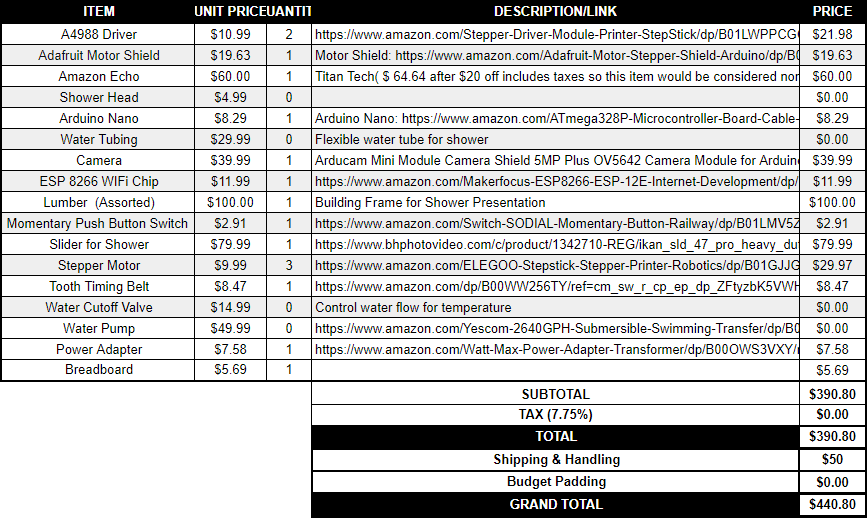 ITEM UNIT PRICE UANTIT DESCRIPTION/LINK PRICE
A4988 Driver $10.99 2 https://www.amazon.com/Stepper-Driver-Module-Printer-StepStick/dp/B01LWPPCG $21.98
Adafruit Motor Shield $19.63 1 Motor Shield: https://www.amazon.com/Adafruit-Motor-Stepper-Shield-Arduino/dp/B0 $19.63
Amazon Echo $60.00 1 Titan Tech( $ 64.64 after $20 off includes taxes so this item would be considered nor $60.00
Shower Head $4.99 0 $0.00
Arduino Nano $8.29 1 Arduino Nano: https://www.amazon.com/ATmega328P-Microcontroller-Board-Cable- $8.29
Water Tubing $29.99 0 Flexible water tube for shower $0.00
Camera $39.99 1 Arducam Mini Module Camera Shield 5MP Plus OV5642 Camera Module for Arduin $39.99
ESP 8266 WIFi Chip $11.99 1 https://www.amazon.com/Makerfocus-ESP8266-ESP-12E-Internet-Development/dp/ $11.99
Lumber (Assorted) $100.00 1 Building Frame for Shower Presentation $100.00
Momentary Push Button Switch $2.91 1 https://www.amazon.com/Switch-SODIAL-Momentary-Button-Railway/dp/B01LMV5Z $2.91
Slider for Shower $79.99 1 https://www.bhphotovideo.com/c/product/1342710-REG/ikan_sld_47_pro_heavy_du $79.99
Stepper Motor $9.99 3 https://www.amazon.com/ELEGOO-Stepstick-Stepper-Printer-Robotics/dp/B01GJJG $29.97
Tooth Timing Belt $8.47 1 https://www.amazon.com/dp/B00WW256TY/ref=cm_sw_r_cp_ep_dp_ZFtyzbK5VWH $8.47
Water Cutoff Valve $14.99 0 Control water flow for temperature $0.00
Water Pump $49.99 0 https://www.amazon.com/Yescom-2640GPH-Submersible-Swimming-Transfer/dp/B0 $0.00
Power Adapter $7.58 1 https://www.amazon.com/Watt-Max-Power-Adapter-Transformer/dp/B00OWS3VXY/ $7.58
Breadboard $5.69 1 $5.69
SUBTOTAL $390.80
TAX (7.75%) $0.00
TOTAL $390.80
Shipping & Handling $50
Budget Padding $0.00
GRAND TOTAL $440.80